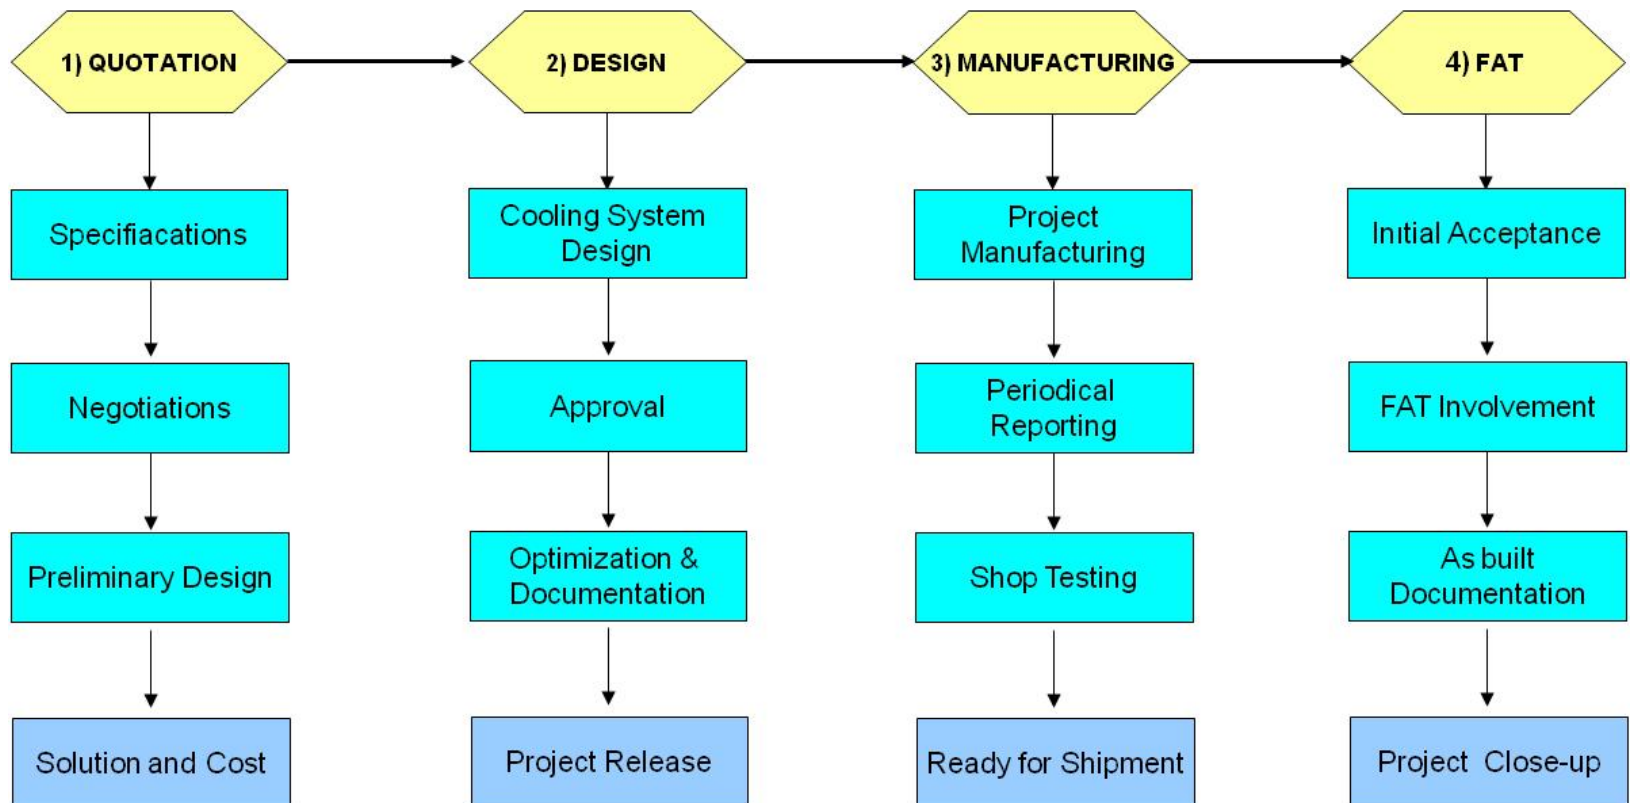 1) QUOTATION
2) DESIGN
3) MANUFACTURING
4) FAT
Specifiacations
Cooling System
Design
Project
Manufacturing
Initial Acceptance
Negotiations
Approval
Periodical
Reporting
FAT Involvement
Preliminary Design
Optimization &
Documentation
Shop Testing
As built
Documentation
Solution and Cost
Project Release
Ready for Shipment
Project Close-up